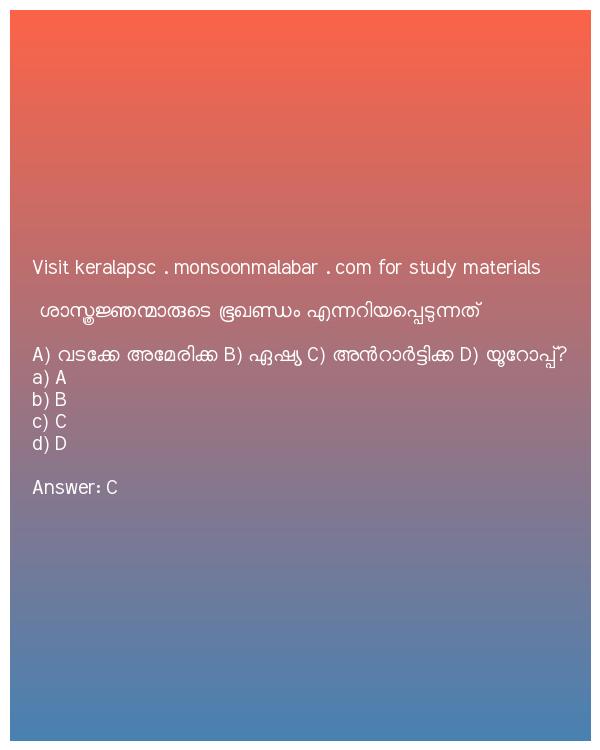 Visit keralapsc . monsoonmalabar . com for study materials
ശാസ്ത്രജ്ഞന്മാരുടെ ഭൂഖണ്ഡം എന്നറിയപ്പെടുന്നത്
A) വടക്കേ അമേരിക്ക B) ഏഷ്യ C) അൻറാർട്ടിക്ക D) യൂറോപ്പ്?
a) A
b) B
c) C
d) D
Answer: C